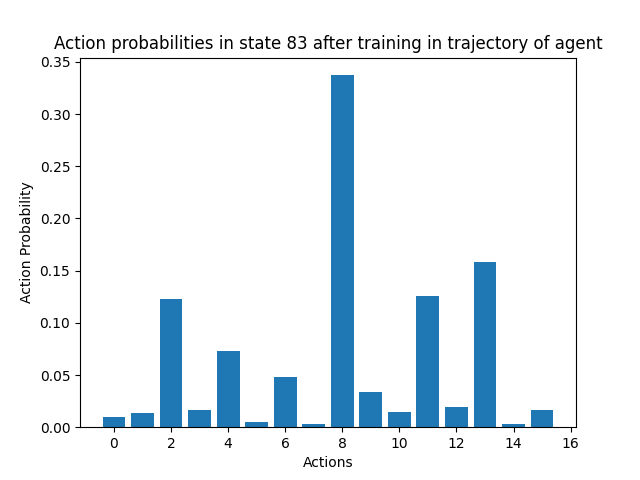 Action probabilities in state 83 after training in trajectory of agent
0.35
0.30
0.25
0.20
0.15
0.10
0.05
0.00
Action Probability
0 2 4 6 8 10 12 14 16
Actions